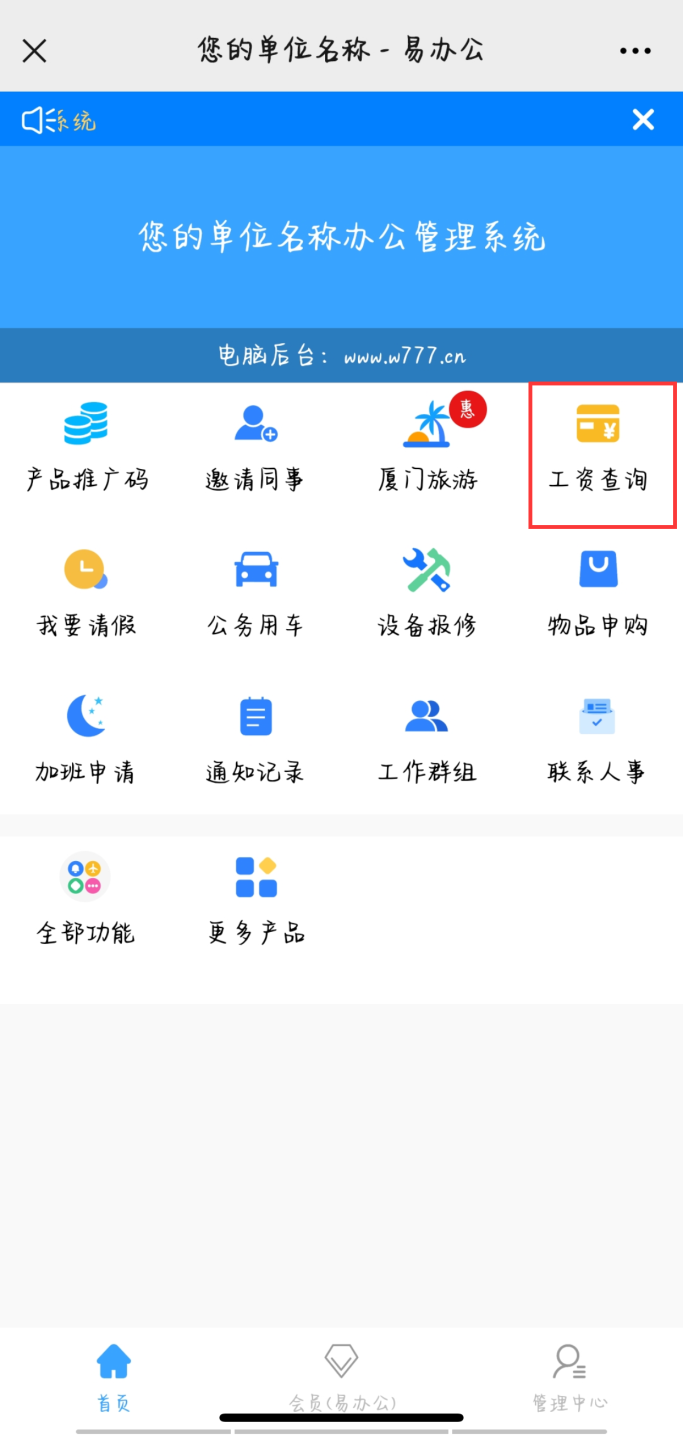 您的单位名称 - 易办公
系统
您的单位名称办公管理系统
电脑后台：www.w777.cn
惠
产品推广码 邀请同事 厦门旅游 工资查询
我要请假 公务用车 设备报修 物品申购
加班申请 通知记录 工作群组 联系人事
全部功能 更多产品
首页 会员(易办公) 管理中心